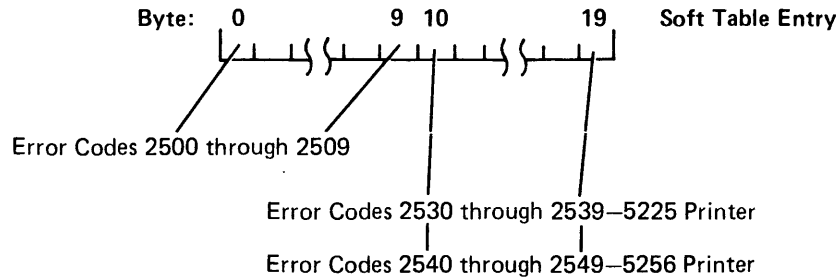 Byte: 0 9 10 19 Soft Table Entry
Error Codes 2500 through 2509
Error Codes 2530 through 2539—5225 Printer
Error Codes 2540 through 2549—5256 Printer